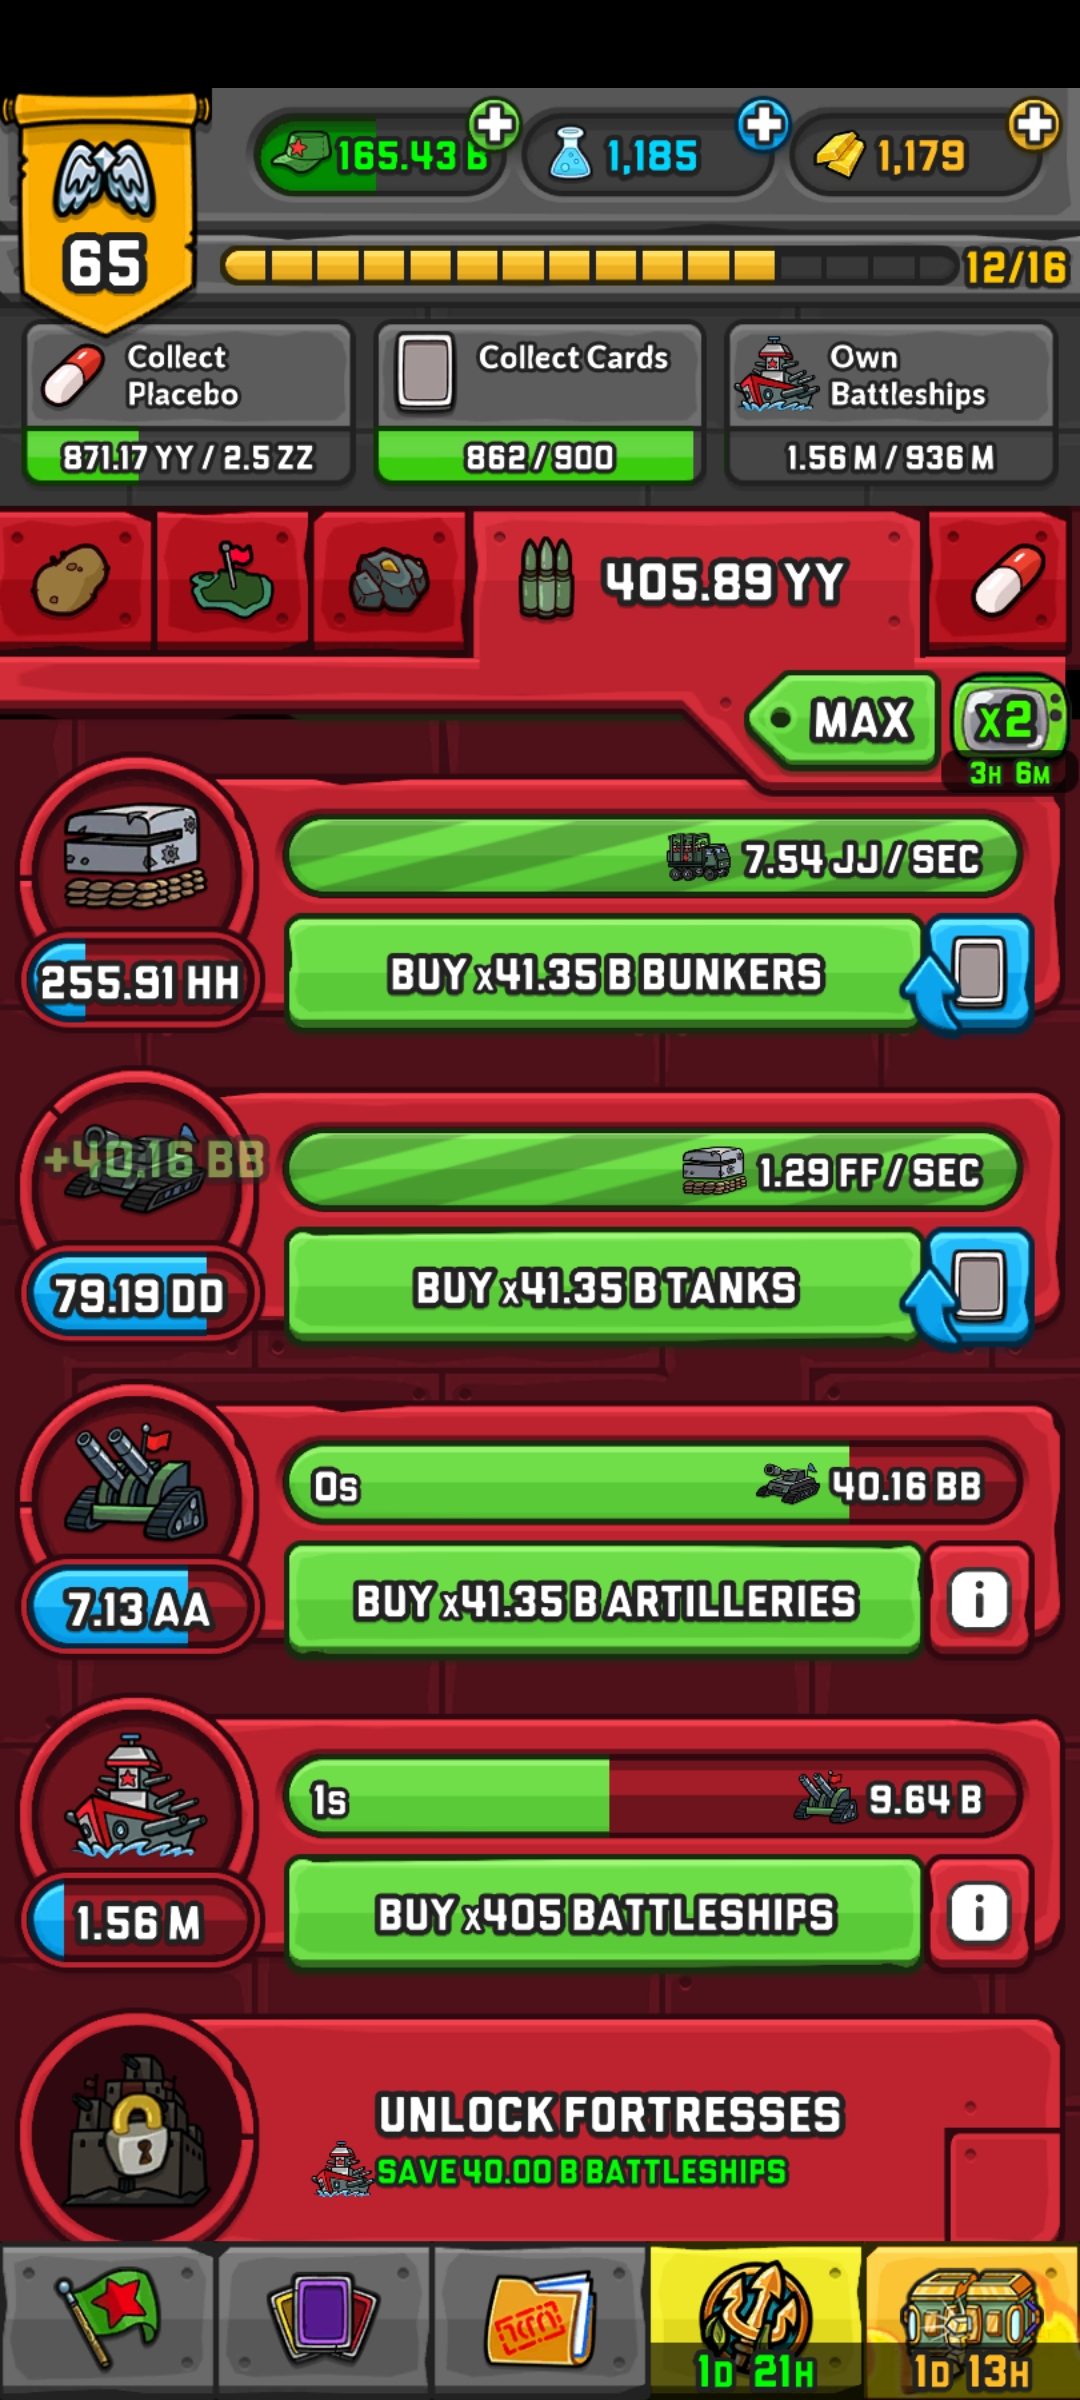 165.43 B
1,185
1,179
65
12/16
Collect
Placebo
Collect Cards
Own
Battleships
871.17 YY / 2.5 ZZ
862/900
1.56 M / 936 M
405.89 YY
MAX
x2
3H 6M
7.54 JJ / SEC
BUY x41.35 B BUNKERS
255.91 HH
+40.16 BB
1.29 FF / SEC
BUY x41.35 B TANKS
79.19 DD
0s
40.16 BB
BUY x41.35 B ARTILLERIES
i
7.13 AA
1s
9.64 B
BUY x405 BATTLESHIPS
i
1.56 M
UNLOCK FORTRESSES
SAVE 40.00 B BATTLESHIPS
1D 21H
1D 13H